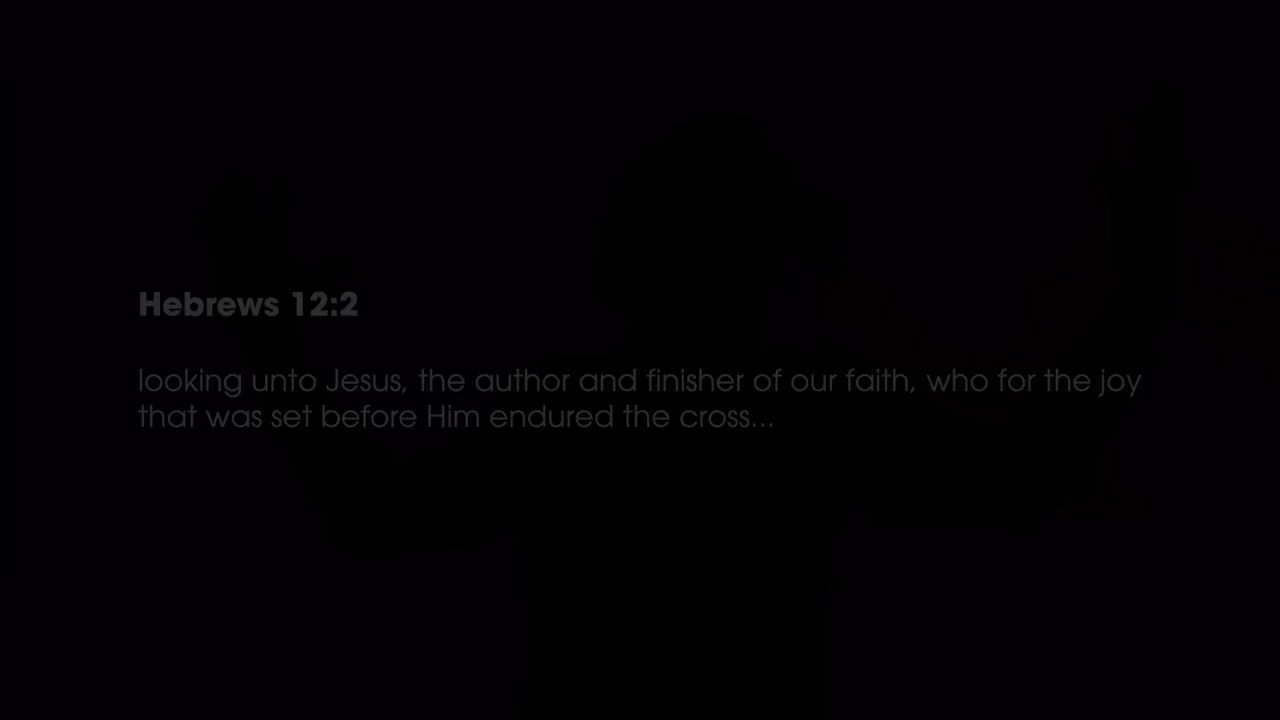 Hebrews 12:2
looking unto Jesus, the author and finisher of our faith, who for the joy
that was set before Him endured the cross...